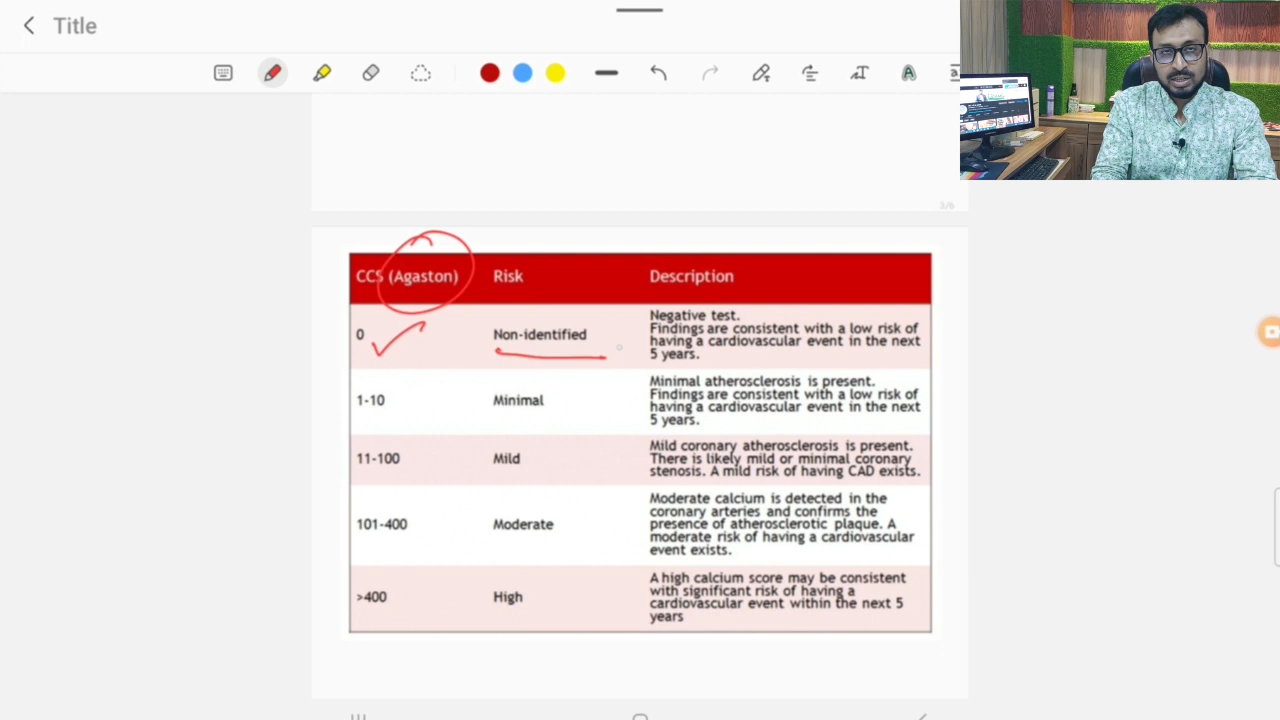 Title
3/6
CCS (Agaston) Risk Description
0 Non-identified Negative test.
Findings are consistent with a low risk of
having a cardiovascular event in the next
5 years.
1-10 Minimal Minimal atherosclerosis is present.
Findings are consistent with a low risk of
having a cardiovascular event in the next
5 years.
11-100 Mild Mild coronary atherosclerosis is present.
There is likely mild or minimal coronary
stenosis. A mild risk of having CAD exists.
101-400 Moderate Moderate calcium is detected in the
coronary arteries and confirms the
presence of atherosclerotic plaque. A
moderate risk of having a cardiovascular
event exists.
>400 High A high calcium score may be consistent
with significant risk of having a
cardiovascular event within the next 5
years